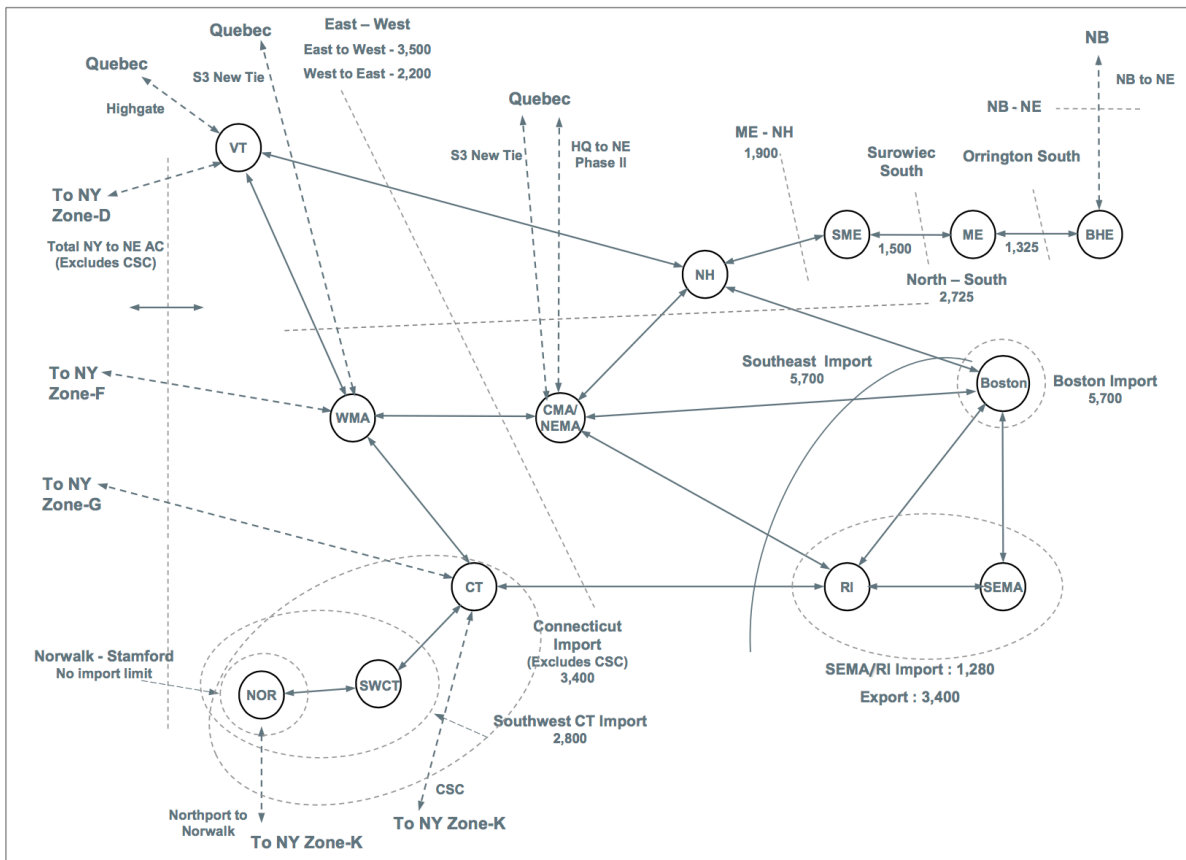 Quebec
East – West
East to West - 3,500
West to East - 2,200
NB
Quebec
S3 New Tie
NB to NE
Quebec
NB - NE
Highgate
ME - NH
1,900
HQ to NE
Phase II
S3 New Tie
Surowiec
South
Orrington South
VT
To NY
Zone-D
Total NY to NE AC
(Excludes CSC)
SME
ME
BHE
1,500
1,325
NH
North – South
2,725
To NY
Zone-F
Southeast Import
5,700
Boston
Boston Import
5,700
WMA
CMA/
NEMA
To NY
Zone-G
CT
RI
SEMA
Connecticut
Import
(Excludes CSC)
3,400
Norwalk - Stamford
No import limit
NOR
SWCT
SEMA/RI Import : 1,280
Export : 3,400
Southwest CT Import
2,800
CSC
Northport to
Norwalk
To NY Zone-K
To NY Zone-K